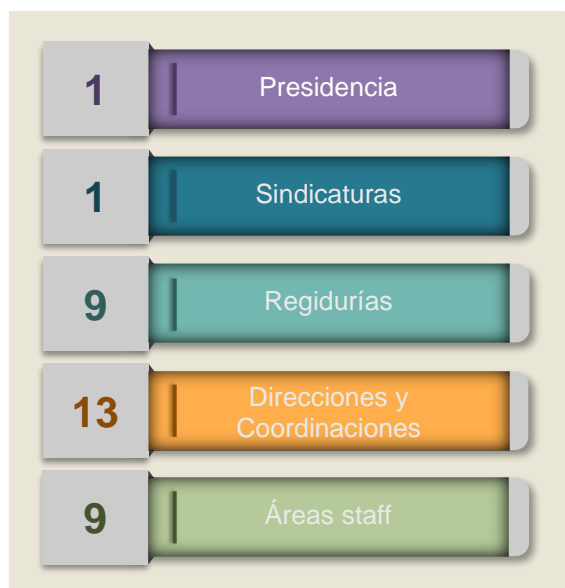 1
Presidencia
1
Sindicaturas
9
Regidurías
13
Direcciones y
Coordinaciones
9
Áreas staff